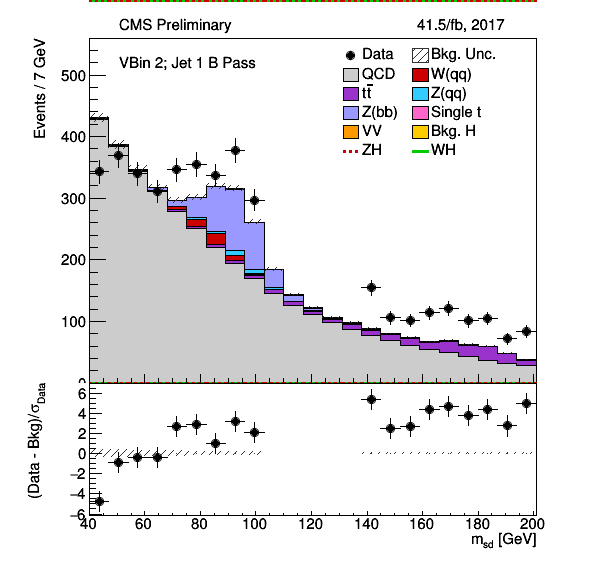 CMS Preliminary 41.5/fb, 2017
VBin 2; Jet 1 B Pass
Data Bkg. Unc.
QCD W(qq)
tt̄ Z(qq)
Z(bb) Single t
VV Bkg. H
ZH WH
Events / 7 GeV
500
400
300
200
100
0
(Data - Bkg)/σData
6
4
2
0
−2
−4
−6
40 60 80 100 120 140 160 180 200
msd [GeV]